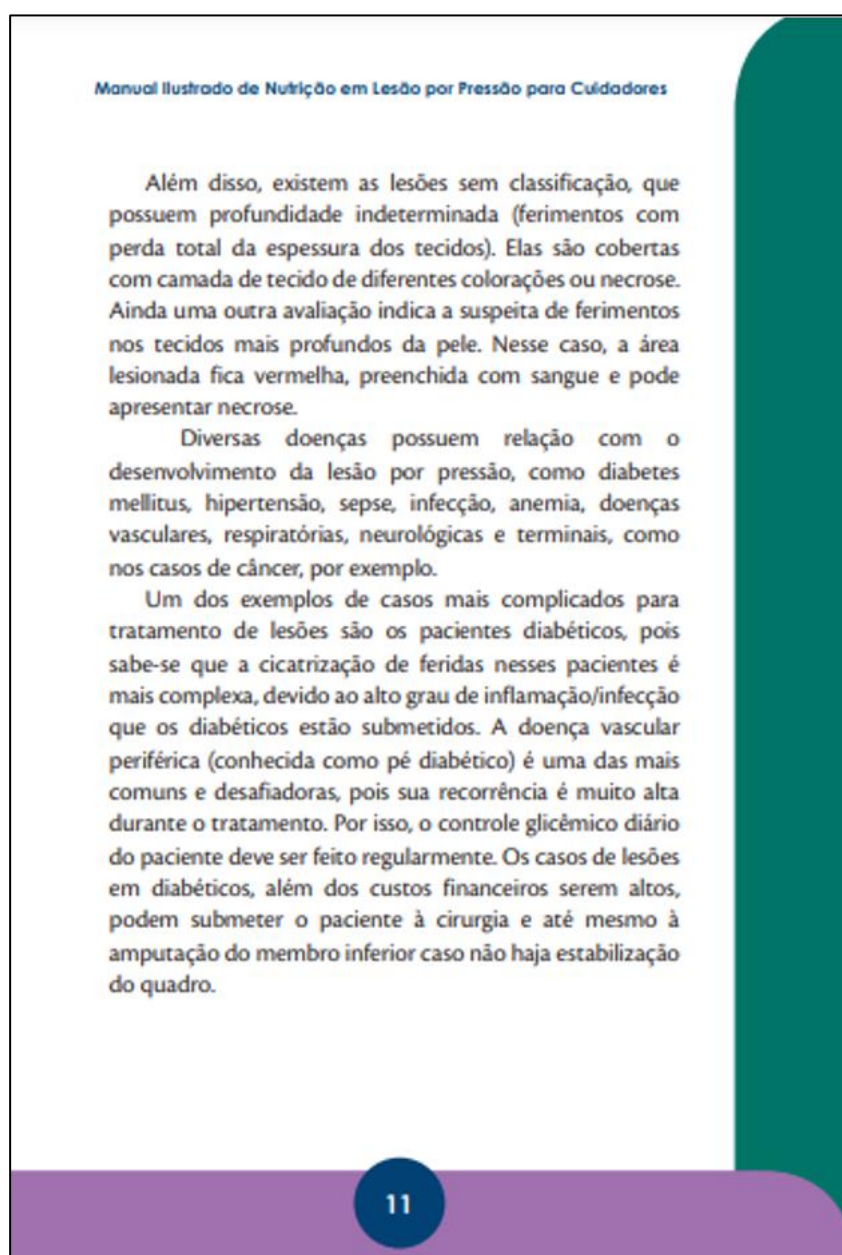 Manual Ilustrado de Nutrição em Lesão por Pressão para Cuidadores
Além disso, existem as lesões sem classificação, que
possuem profundidade indeterminada (ferimentos com
perda total da espessura dos tecidos). Elas são cobertas
com camada de tecido de diferentes colorações ou necrose.
Ainda uma outra avaliação indica a suspeita de ferimentos
nos tecidos mais profundos da pele. Nesse caso, a área
lesionada fica vermelha, preenchida com sangue e pode
apresentar necrose.
Diversas doenças possuem relação com o
desenvolvimento da lesão por pressão, como diabetes
mellitus, hipertensão, sepse, infecção, anemia, doenças
vasculares, respiratórias, neurológicas e terminais, como
nos casos de câncer, por exemplo.
Um dos exemplos de casos mais complicados para
tratamento de lesões são os pacientes diabéticos, pois
sabe-se que a cicatrização de feridas nesses pacientes é
mais complexa, devido ao alto grau de inflamação/infecção
que os diabéticos estão submetidos. A doença vascular
periférica (conhecida como pé diabético) é uma das mais
comuns e desafiadoras, pois sua recorrência é muito alta
durante o tratamento. Por isso, o controle glicêmico diário
do paciente deve ser feito regularmente. Os casos de lesões
em diabéticos, além dos custos financeiros serem altos,
podem submeter o paciente à cirurgia e até mesmo à
amputação do membro inferior caso não haja estabilização
do quadro.
11